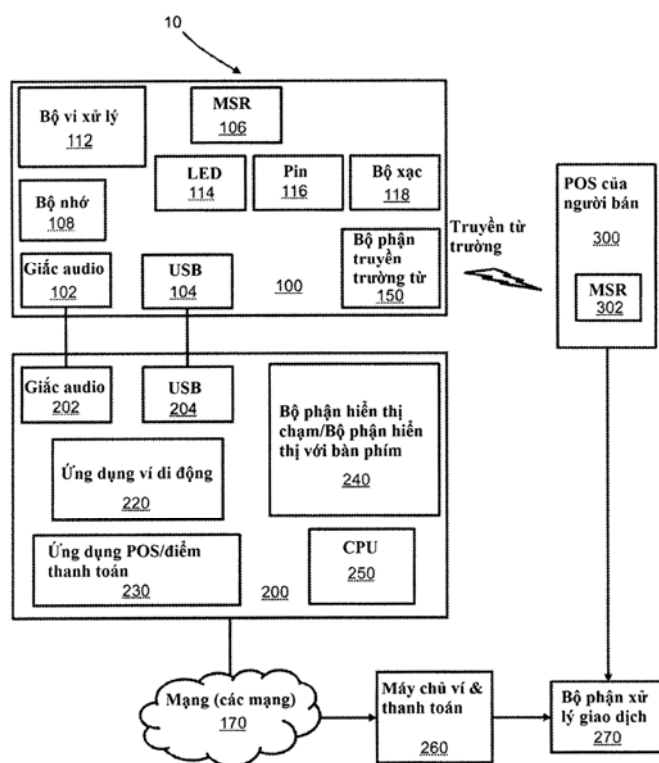 10
Bộ vi xử lý
112
MSR
106
LED
114
Pin
116
Bộ xạc
118
Bộ nhớ
108
Giắc audio
102
USB
104
100
Bộ phận
truyền
trường từ
150
Truyền từ
trường
POS của
người bán
300
MSR
302
Giắc audio
202
USB
204
Bộ phận hiển thị
chạm/Bộ phận hiển
thị với bàn phím
240
Ứng dụng ví di động
220
Ứng dụng POS/điểm
thanh toán
230
200
CPU
250
Mạng (các mạng)
170
Máy chủ ví &
thanh toán
260
Bộ phận xử
lý giao dịch
270